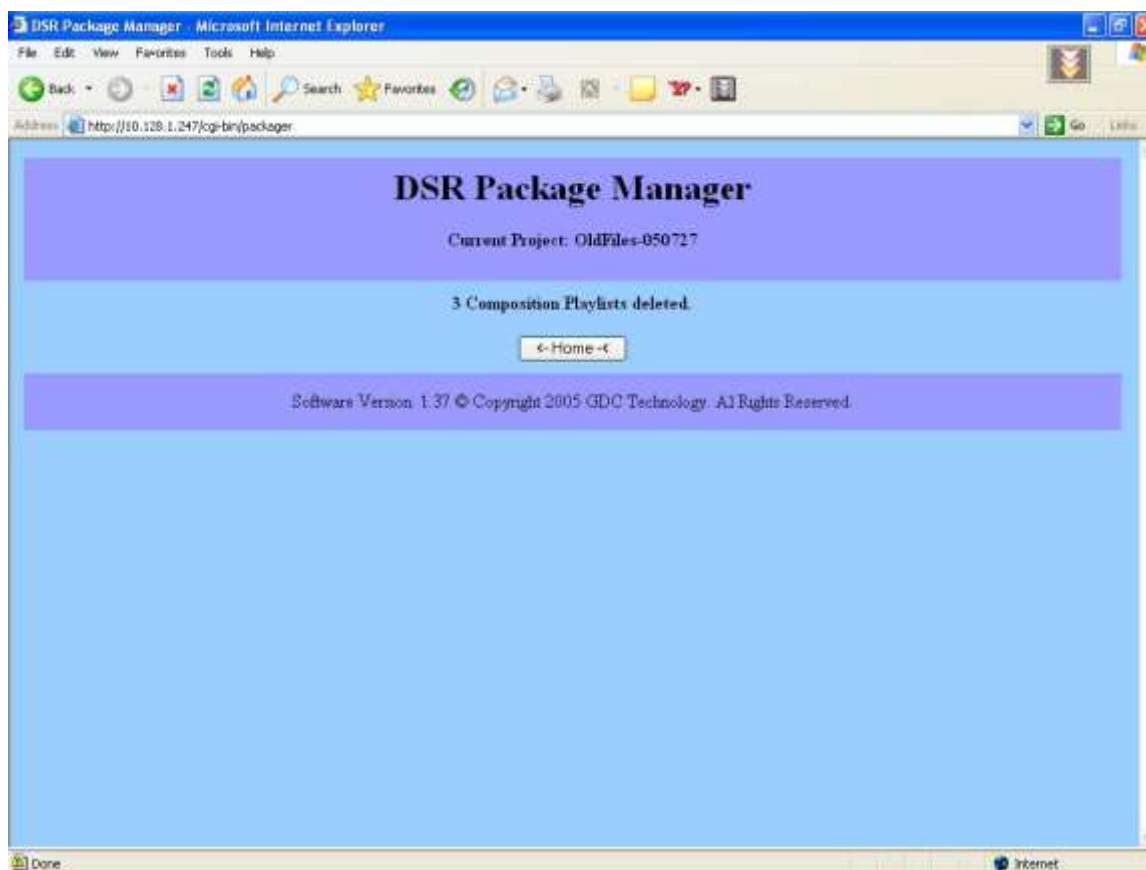 DSR Package Manager - Microsoft Internet Explorer
File Edit View Favorites Tools Help
Back Search Favorites
Address http://10.128.1.247/cgi-bin/packager Go Links
DSR Package Manager
Current Project: OldFiles-050727
3 Composition Playlists deleted.
<-Home-<
Software Version 1.37 © Copyright 2005 GDC Technology. All Rights Reserved.
Done Internet